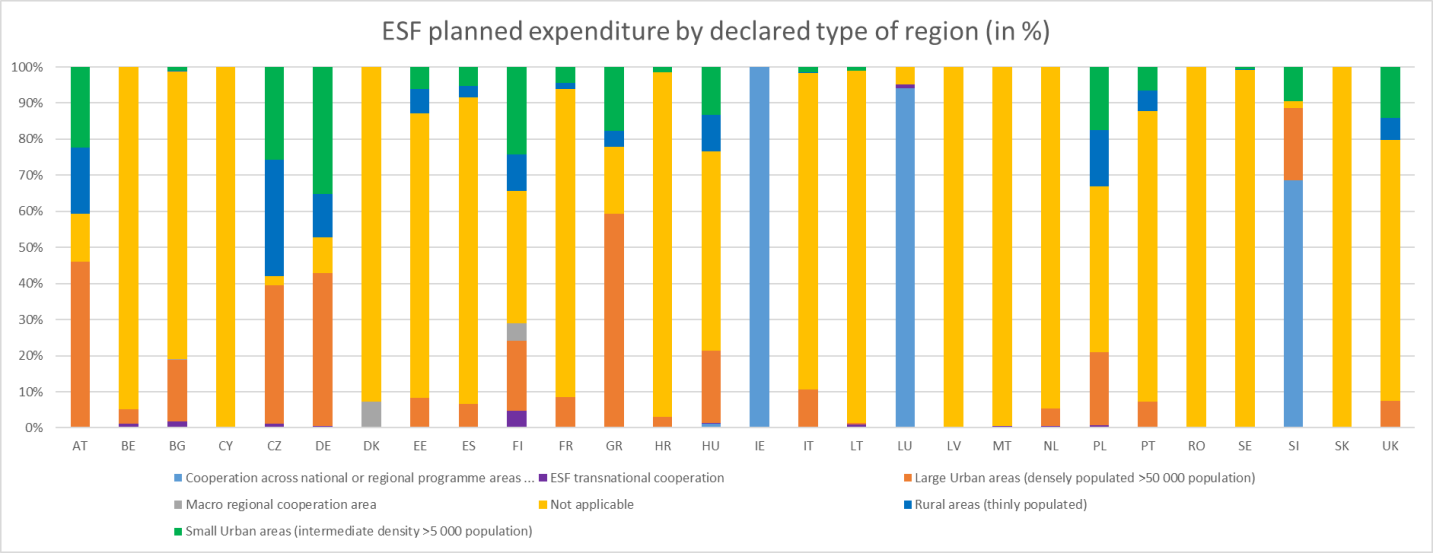 ESF planned expenditure by declared type of region (in %)
100%
90%
80%
70%
60%
50%
40%
30%
20%
10%
0%
AT BE BG CY CZ DE DK EE ES FI FR GR HR HU IE IT LT LU LV MT NL PL PT RO SE SI SK UK
Cooperation across national or regional programme areas ... ESF transnational cooperation Large Urban areas (densely populated >50 000 population)
Macro regional cooperation area Not applicable Rural areas (thinly populated)
Small Urban areas (intermediate density >5 000 population)